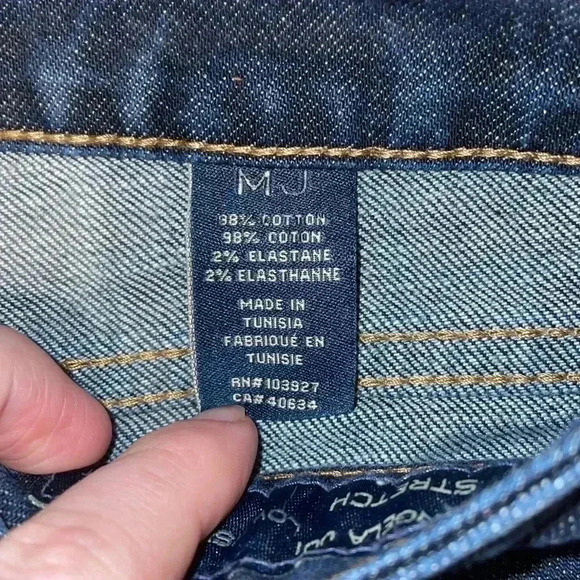 MJ
98% COTTON
98% COTON
2% ELASTANE
2% ELASTHANNE
MADE IN
TUNISIA
FABRIQUÉ EN
TUNISIE
RN# 103927
CA# 40634
STRETCH